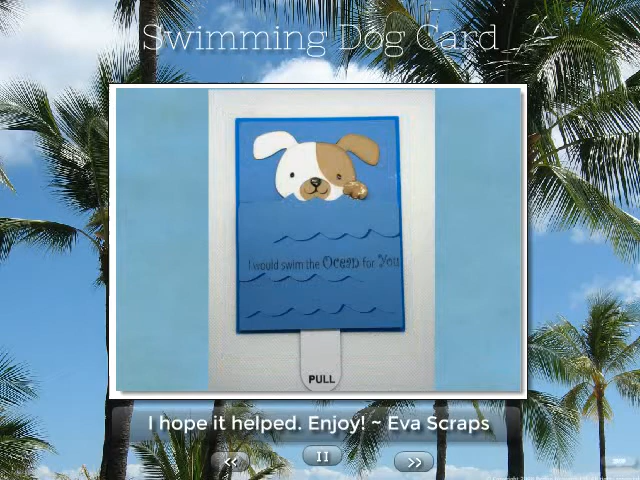 Swimming Dog Card
I would swim the Ocean for You
PULL
I hope it helped. Enjoy! ~ Eva Scraps
<<
>>